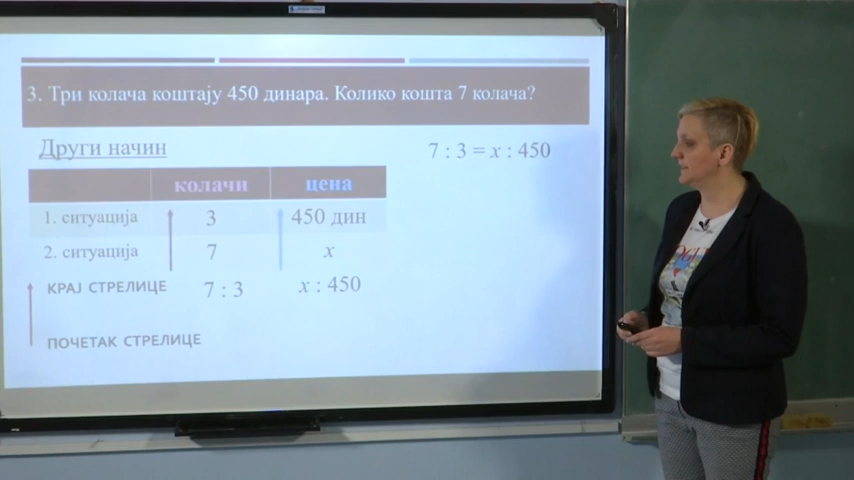 3. Три колача коштају 450 динара. Колико кошта 7 колача?
Други начин
7 : 3 = x : 450
колачи цена
1. ситуација 3 450 дин
2. ситуација 7 x
КРАЈ СТРЕЛИЦЕ 7 : 3 x : 450
ПОЧЕТАК СТРЕЛИЦЕ